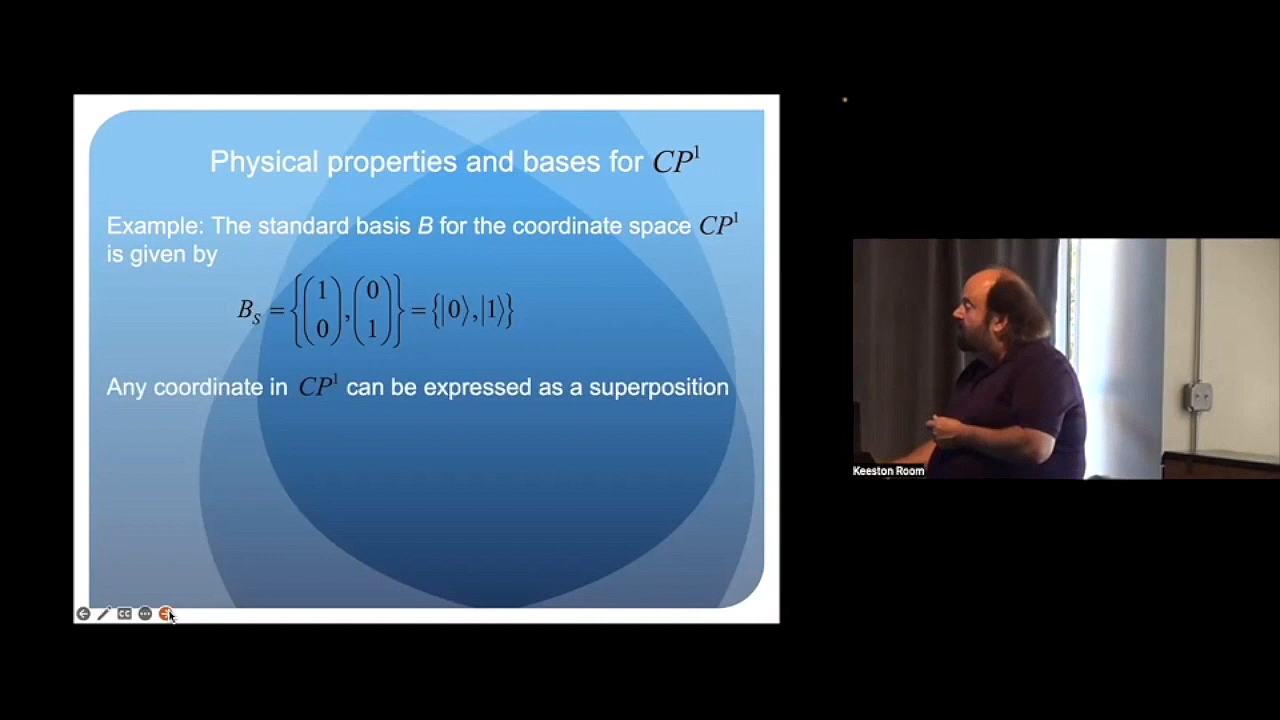 Physical properties and bases for CP¹
Example: The standard basis B for the coordinate space CP¹
is given by
B_S = {(1 0), (0 1)} = {|0⟩, |1⟩}
Any coordinate in CP¹ can be expressed as a superposition
CC
Keeston Room